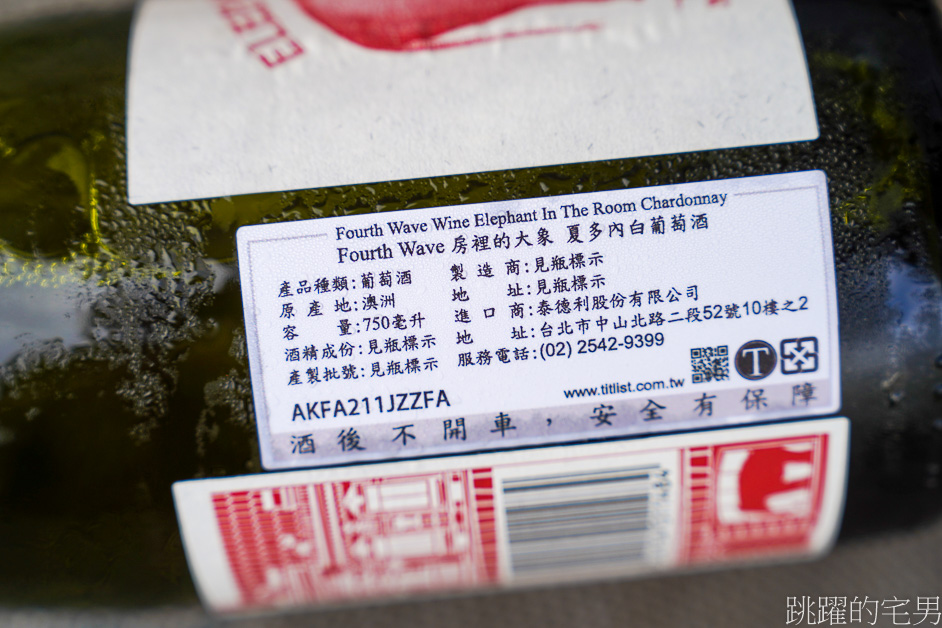 Fourth Wave Wine Elephant In The Room Chardonnay
Fourth Wave 房裡的大象 夏多內白葡萄酒
產品種類:葡萄酒
原產地:澳洲
容量:750毫升
酒精成份:見瓶標示
產製批號:見瓶標示
製造商:見瓶標示
地址:見瓶標示
進口商:泰德利股份有限公司
地址:台北市中山北路二段52號10樓之2
服務電話:(02) 2542-9399
AKFA211JZZFA
www.titlist.com.tw
T
酒後不開車,安全有保障
跳躍的宅男